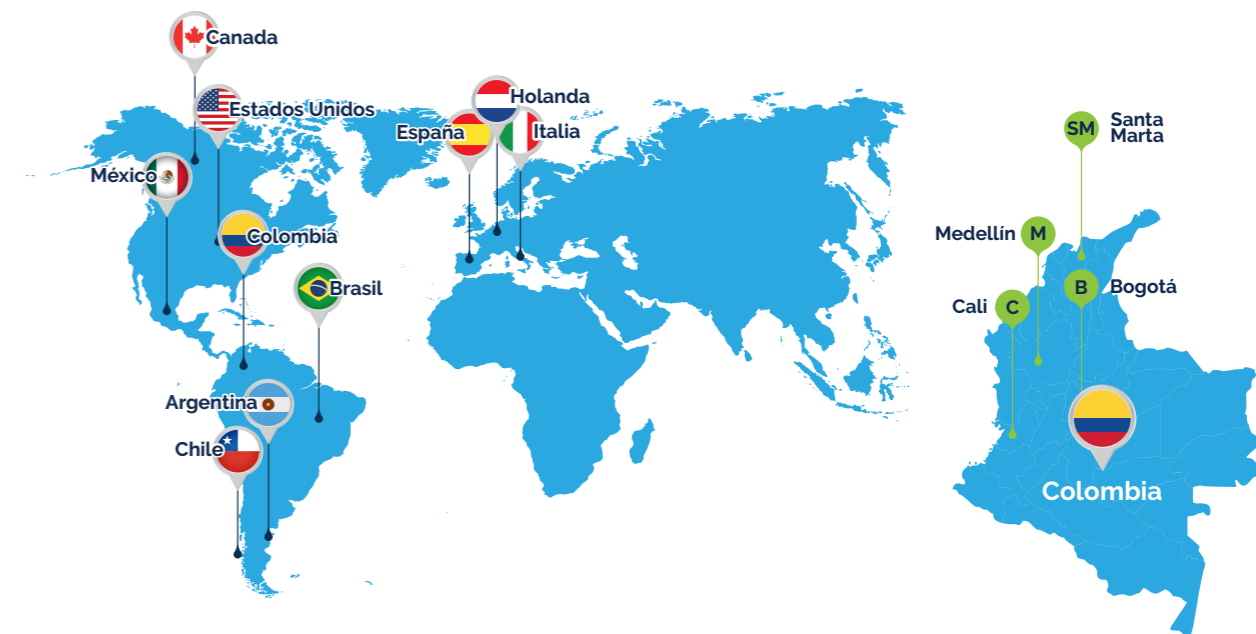 Canada
Estados Unidos
México
Colombia
Brasil
Argentina
Chile
España
Holanda
Italia
SM
Santa
Marta
Medellín
M
B
Bogotá
Cali
C
Colombia